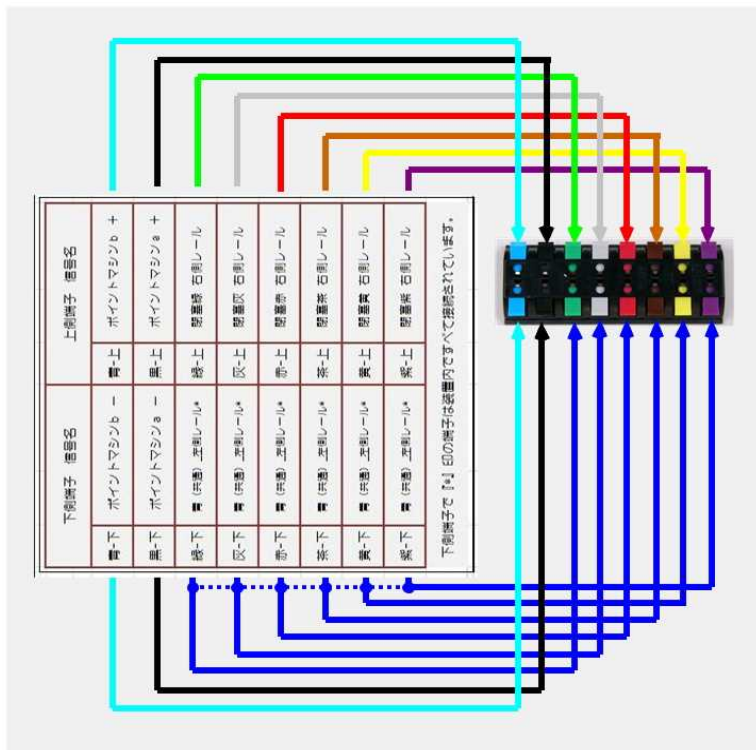 下側端子 信号名 上側端子 信号名
青-下 ポイントマシンb － 青-上 ポイントマシンb ＋
黒-下 ポイントマシンa － 黒-上 ポイントマシンa ＋
緑-下 青（共通）左側レール* 緑-上 閉塞緑 右側レール
灰-下 青（共通）左側レール* 灰-上 閉塞灰 右側レール
赤-下 青（共通）左側レール* 赤-上 閉塞赤 右側レール
茶-下 青（共通）左側レール* 茶-上 閉塞茶 右側レール
黄-下 青（共通）左側レール* 黄-上 閉塞黄 右側レール
紫-下 青（共通）左側レール* 紫-上 閉塞紫 右側レール
下側端子で『*』印の端子は装置内ですべて接続されています。